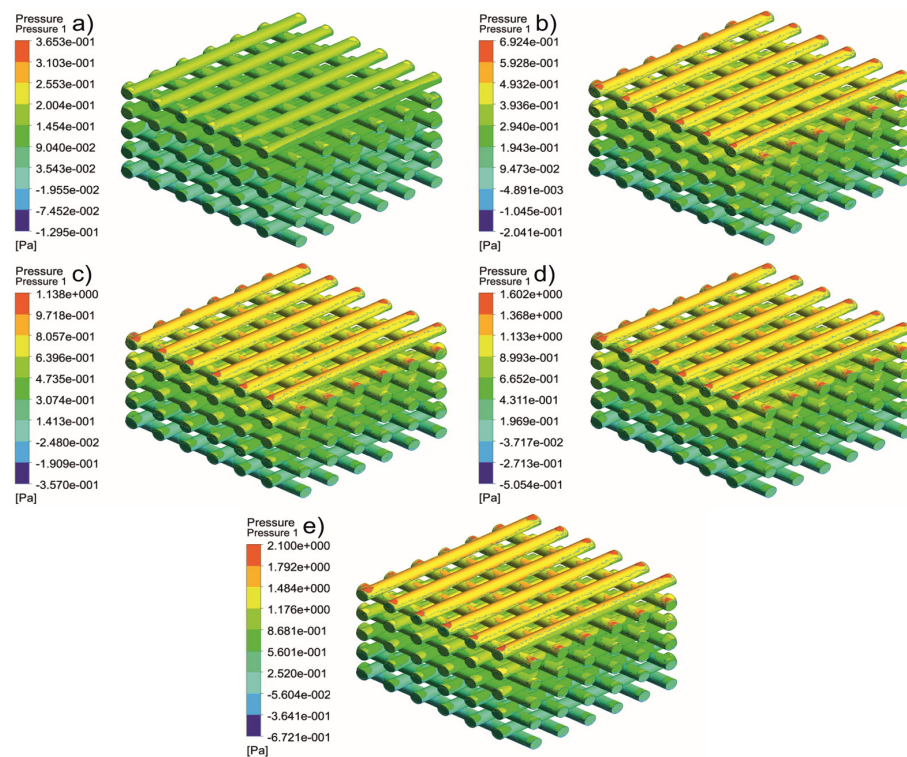 Pressure
Pressure 1
a)
3.653e-001
3.103e-001
2.553e-001
2.004e-001
1.454e-001
9.040e-002
3.543e-002
-1.955e-002
-7.452e-002
-1.295e-001
[Pa]
Pressure
Pressure 1
b)
6.924e-001
5.928e-001
4.932e-001
3.936e-001
2.940e-001
1.943e-001
9.473e-002
-4.891e-003
-1.045e-001
-2.041e-001
[Pa]
Pressure
Pressure 1
c)
1.138e+000
9.718e-001
8.057e-001
6.396e-001
4.735e-001
3.074e-001
1.413e-001
-2.480e-002
-1.909e-001
-3.570e-001
[Pa]
Pressure
Pressure 1
d)
1.602e+000
1.368e+000
1.133e+000
8.993e-001
6.652e-001
4.311e-001
1.969e-001
-3.717e-002
-2.713e-001
-5.054e-001
[Pa]
Pressure
Pressure 1
e)
2.100e+000
1.792e+000
1.484e+000
1.176e+000
8.681e-001
5.601e-001
2.520e-001
-5.604e-002
-3.641e-001
-6.721e-001
[Pa]